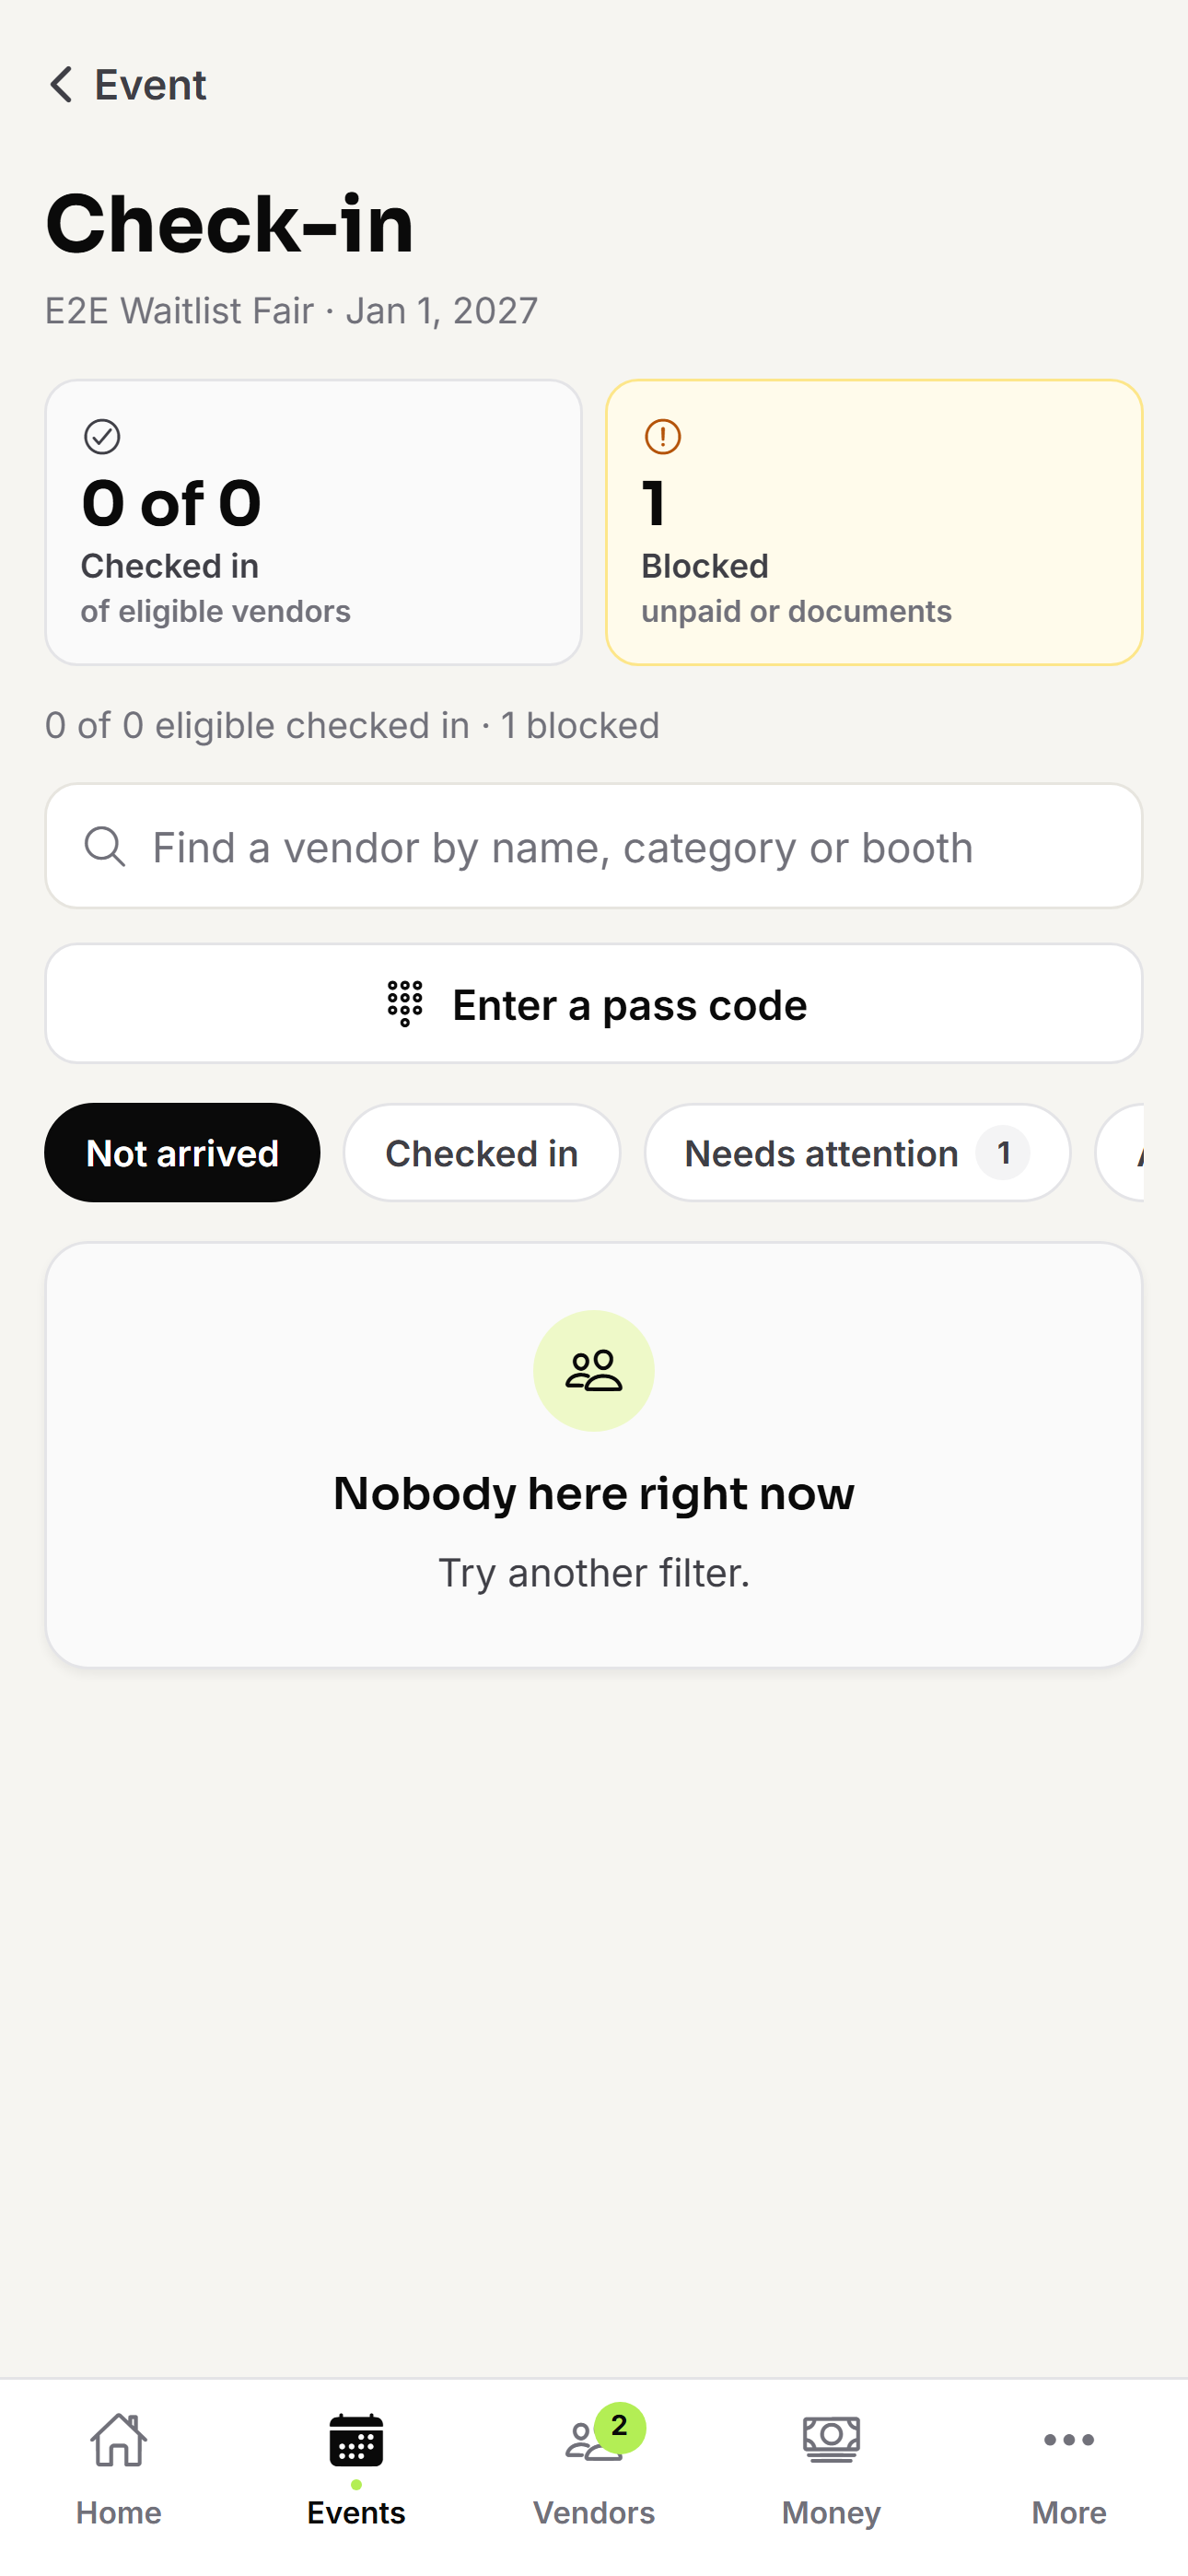 Event
Check-in
E2E Waitlist Fair · Jan 1, 2027
0 of 0
Checked in
of eligible vendors
1
Blocked
unpaid or documents
0 of 0 eligible checked in · 1 blocked
Find a vendor by name, category or booth
Enter a pass code
Not arrived
Checked in
Needs attention 1
Nobody here right now
Try another filter.
2
Home
Events
Vendors
Money
More